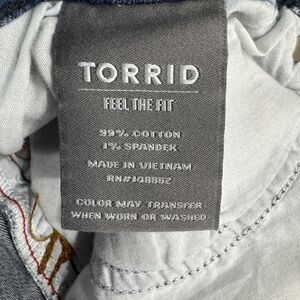 TORRID
FEEL THE FIT
99% COTTON
1% SPANDEX
MADE IN VIETNAM
RN#148862
COLOR MAY TRANSFER
WHEN WORN OR WASHED